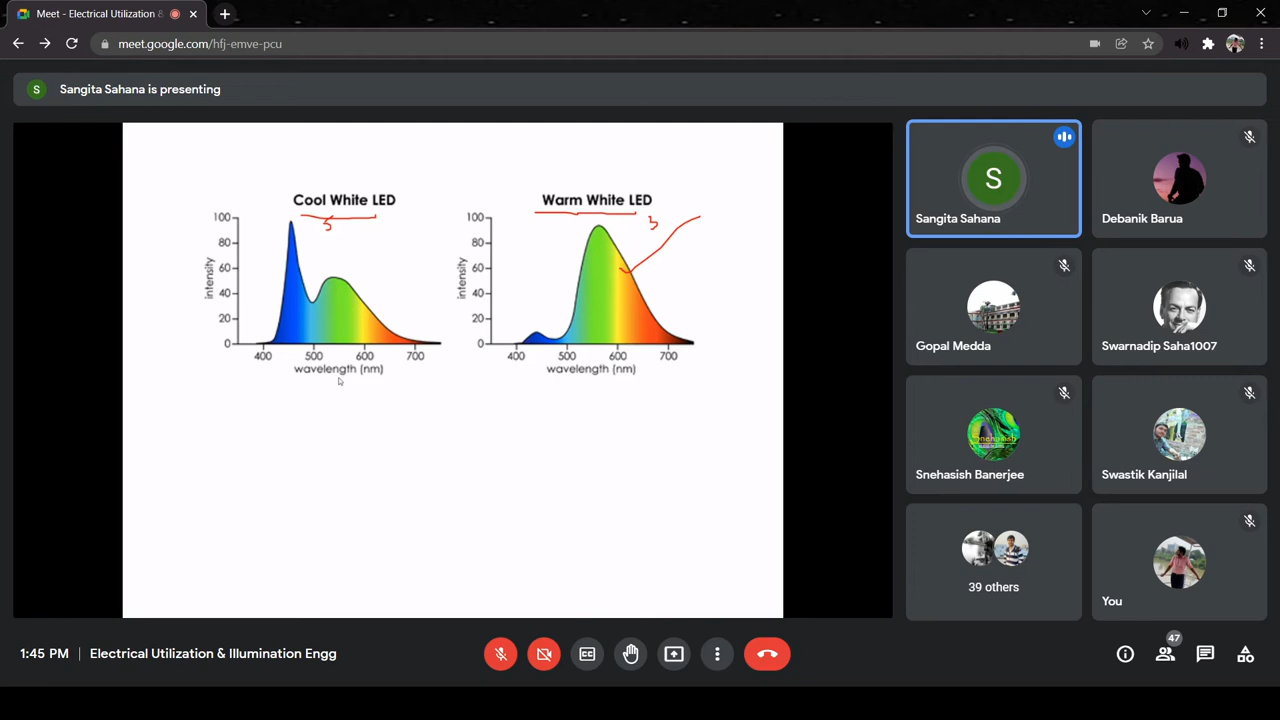 Meet - Electrical Utilization &
meet.google.com/hfj-emve-pcu
S
Sangita Sahana is presenting
Cool White LED
5
100
80
60
40
20
0
intensity
400 500 600 700
wavelength (nm)
Warm White LED
3
100
80
60
40
20
0
intensity
400 500 600 700
wavelength (nm)
S
Sangita Sahana
Debanik Barua
Gopal Medda
Swarnadip Saha1007
Snehasish
Snehasish Banerjee
Swastik Kanjilal
39 others
You
1:45 PM | Electrical Utilization & Illumination Engg
47